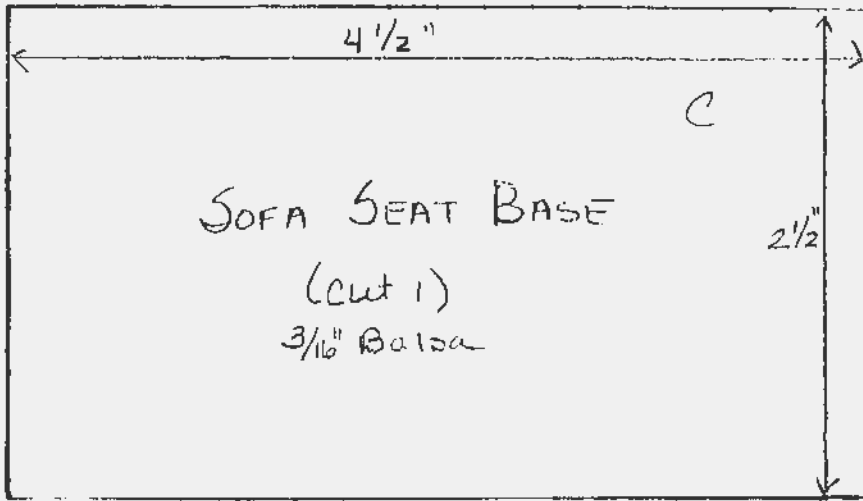 4 1/2"
C
SOFA SEAT BASE
2 1/2"
(Cut 1)
3/16" Balsa